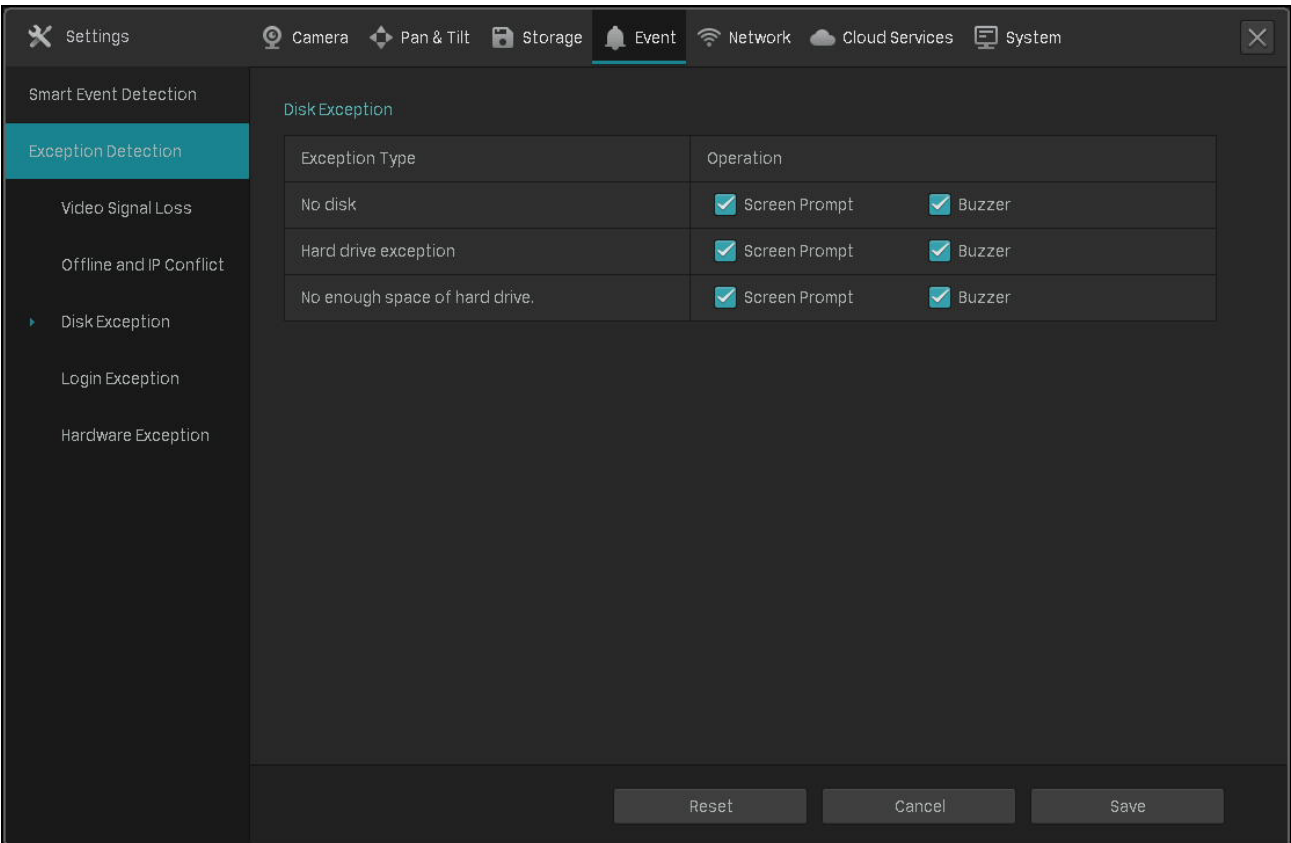 Settings Camera Pan & Tilt Storage Event Network Cloud Services System
Smart Event Detection
Exception Detection
Video Signal Loss
Offline and IP Conflict
Disk Exception
Login Exception
Hardware Exception
Disk Exception
Exception Type Operation
No disk Screen Prompt Buzzer
Hard drive exception Screen Prompt Buzzer
No enough space of hard drive. Screen Prompt Buzzer
Reset Cancel Save